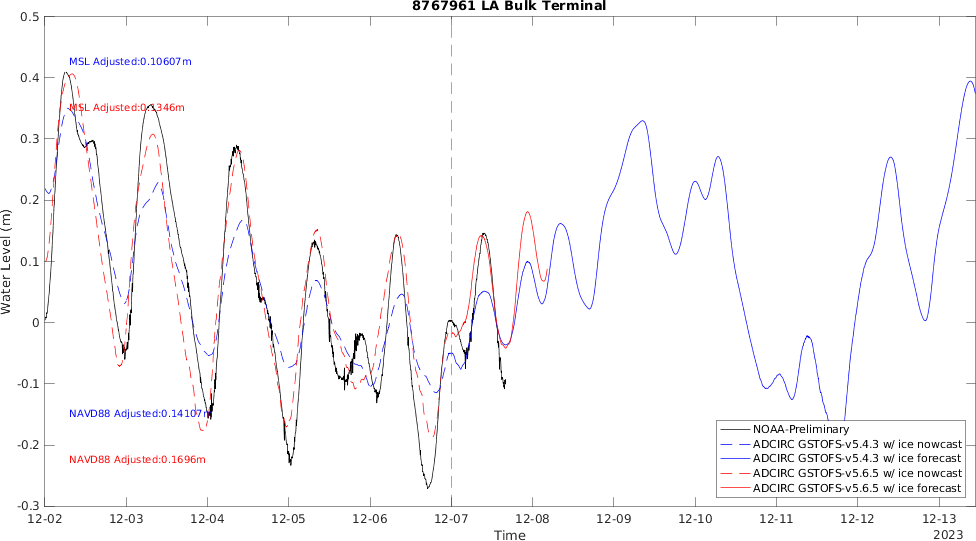 8767961 LA Bulk Terminal
0.5
0.4
0.3
0.2
0.1
0
-0.1
-0.2
-0.3
Water Level (m)
MSL Adjusted:0.10607m
MSL Adjusted:0.1346m
NAVD88 Adjusted:0.14107m
NAVD88 Adjusted:0.1696m
NOAA-Preliminary
ADCIRC GSTOFS-v5.4.3 w/ ice nowcast
ADCIRC GSTOFS-v5.4.3 w/ ice forecast
ADCIRC GSTOFS-v5.6.5 w/ ice nowcast
ADCIRC GSTOFS-v5.6.5 w/ ice forecast
12-02 12-03 12-04 12-05 12-06 12-07 12-08 12-09 12-10 12-11 12-12 12-13
Time
2023